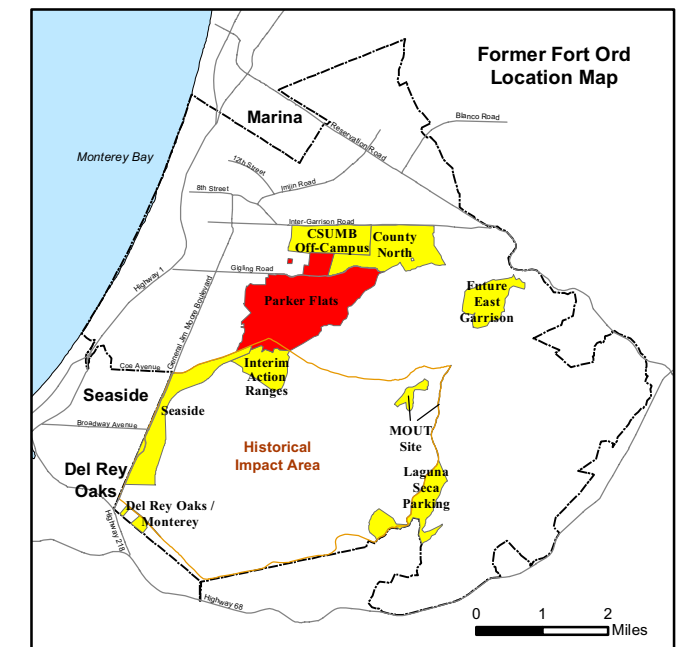 Former Fort Ord
Location Map
Marina
Blanco Road
Reservation Road
Monterey Bay
12th Street
Imjin Road
8th Street
Inter-Garrison Road
CSUMB
Off-Campus
County
North
Gigling Road
Highway 1
General Jim Moore Boulevard
Parker Flats
Future
East
Garrison
Coe Avenue
Interim
Action
Ranges
Seaside
Seaside
Broadway Avenue
MOUT
Site
Historical
Impact Area
Del Rey
Oaks
Laguna
Seca
Parking
Del Rey Oaks /
Monterey
Highway 218
Highway 68
0 1 2
Miles